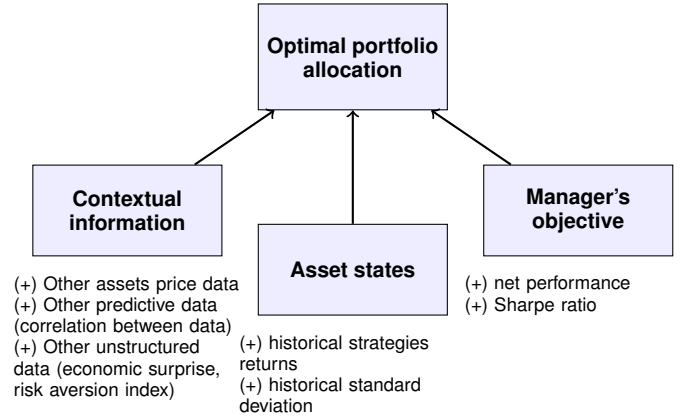 Optimal portfolio
allocation
Contextual
information
(+) Other assets price data
(+) Other predictive data
(correlation between data)
(+) Other unstructured
data (economic surprise,
risk aversion index)
Asset states
(+) historical strategies
returns
(+) historical standard
deviation
Manager's
objective
(+) net performance
(+) Sharpe ratio